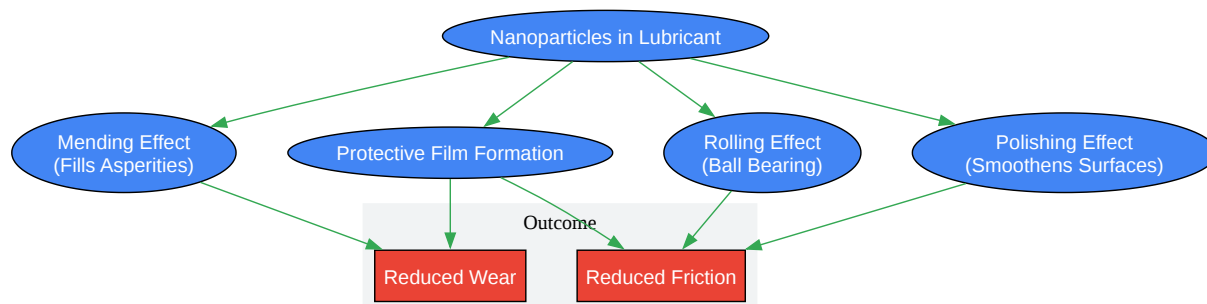 Nanoparticles in Lubricant
Mending Effect
(Fills Asperities)
Protective Film Formation
Rolling Effect
(Ball Bearing)
Polishing Effect
(Smoothens Surfaces)
Outcome
Reduced Wear
Reduced Friction